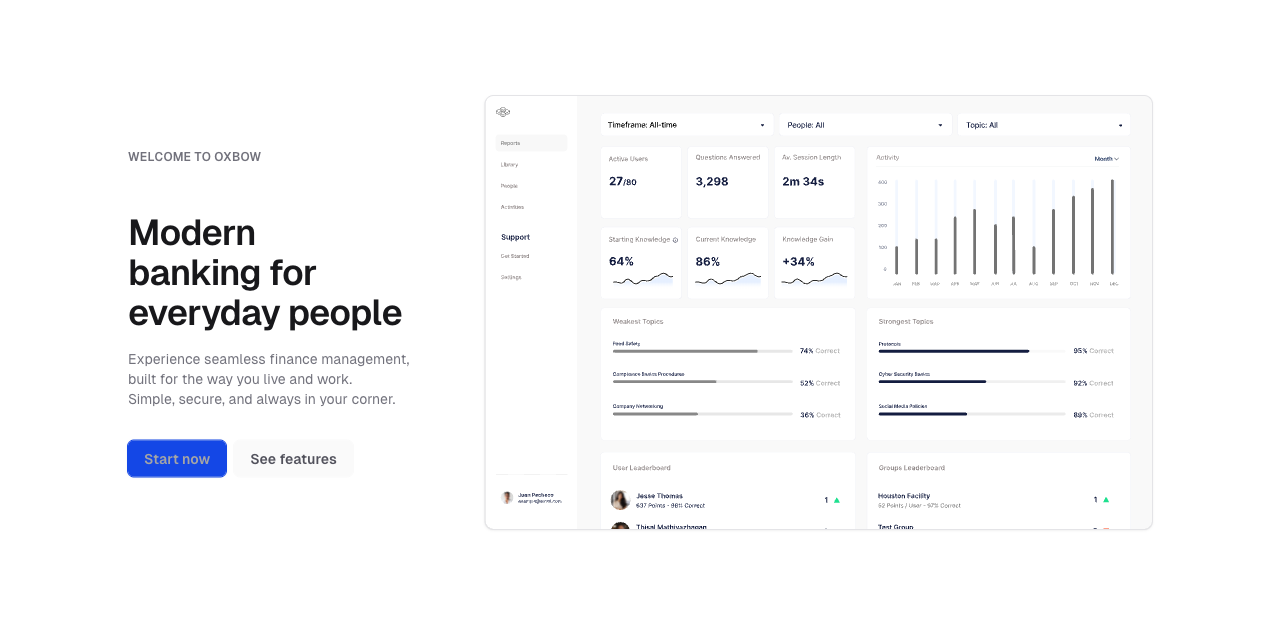 WELCOME TO OXBOW
Modern
banking for
everyday people
Experience seamless finance management,
built for the way you live and work.
Simple, secure, and always in your corner.
Start now
See features
Reports
Library
People
Activities
Support
Get Started
Settings
Juan Pacheco
Timeframe: All-time
People: All
Topic: All
Active Users
27/80
Questions Answered
3,298
Av. Session Length
2m 34s
Starting Knowledge
64%
Current Knowledge
86%
Knowledge Gain
+34%
Activity
Month
400
300
200
100
0
JAN FEB MAR APR MAY JUN JUL AUG SEP OCT NOV DEC
Weakest Topics
Food Safety
74% Correct
Compliance Basics Procedures
52% Correct
Company Networking
36% Correct
Strongest Topics
Protocols
95% Correct
Cyber Security Basics
92% Correct
Social Media Policies
89% Correct
User Leaderboard
Jesse Thomas
637 Points - 98% Correct
1
Thisal Mathiyazhagan
Groups Leaderboard
Houston Facility
52 Points / User - 97% Correct
1
Test Group